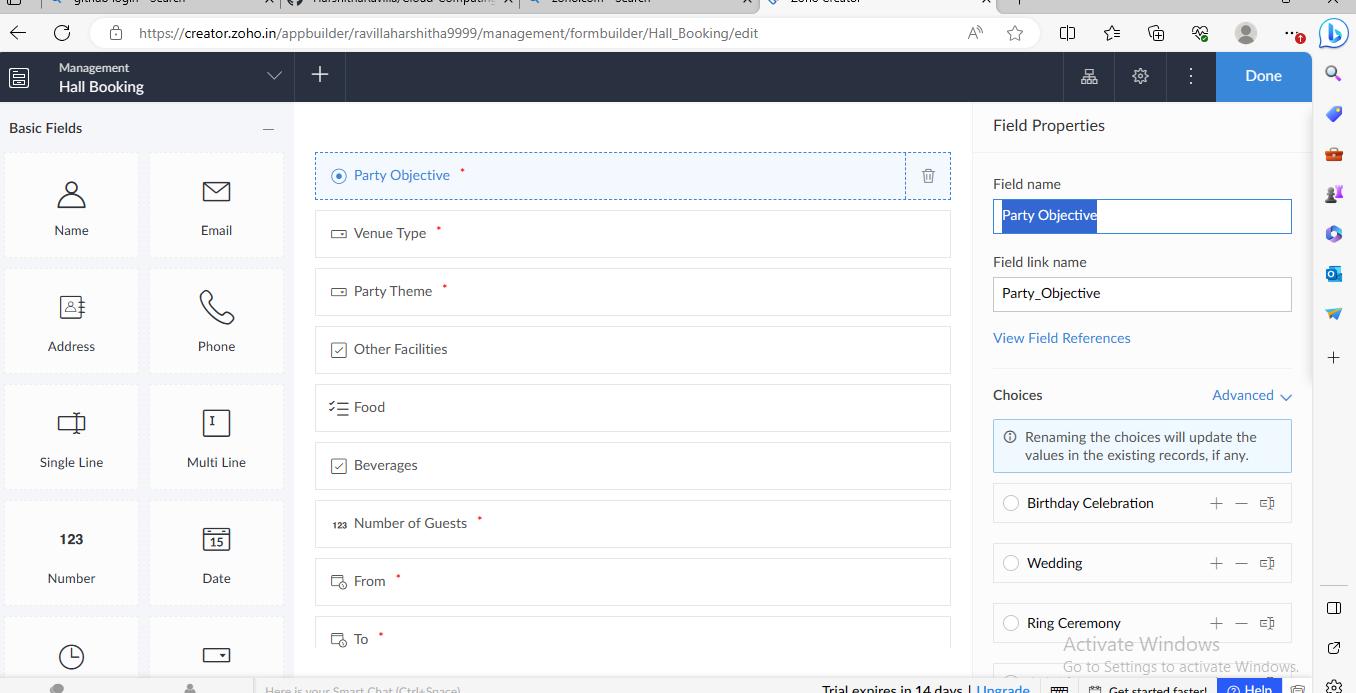 https://creator.zoho.in/appbuilder/ravillaharshitha9999/management/formbuilder/Hall_Booking/edit
Management
Hall Booking
Done
Basic Fields
Name
Email
Address
Phone
Single Line
Multi Line
123
Number
15
Date
Party Objective *
Venue Type *
Party Theme *
Other Facilities
Food
Beverages
123 Number of Guests *
From *
To *
Field Properties
Field name
Party Objective
Field link name
Party_Objective
View Field References
Choices
Advanced
Renaming the choices will update the
values in the existing records, if any.
Birthday Celebration
Wedding
Ring Ceremony
Activate Windows
Go to Settings to activate Windows.
Here is your Smart Chat (Ctrl+Space)
Trial expires in 14 days | Upgrade
Get started faster!
Help